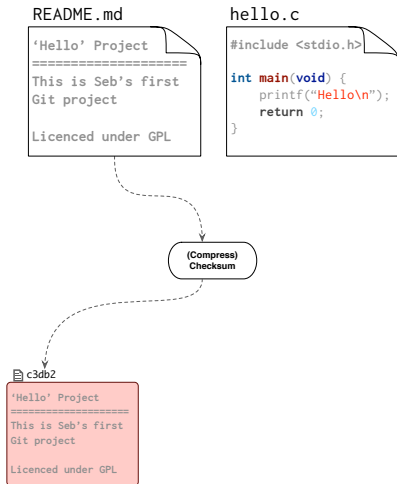 README.md
‘Hello’ Project
====================
This is Seb’s first
Git project
Licenced under GPL
hello.c
#include <stdio.h>
int main(void) {
printf(“Hello\n”);
return 0;
}
(Compress)
Checksum
c3db2
‘Hello’ Project
====================
This is Seb’s first
Git project
Licenced under GPL